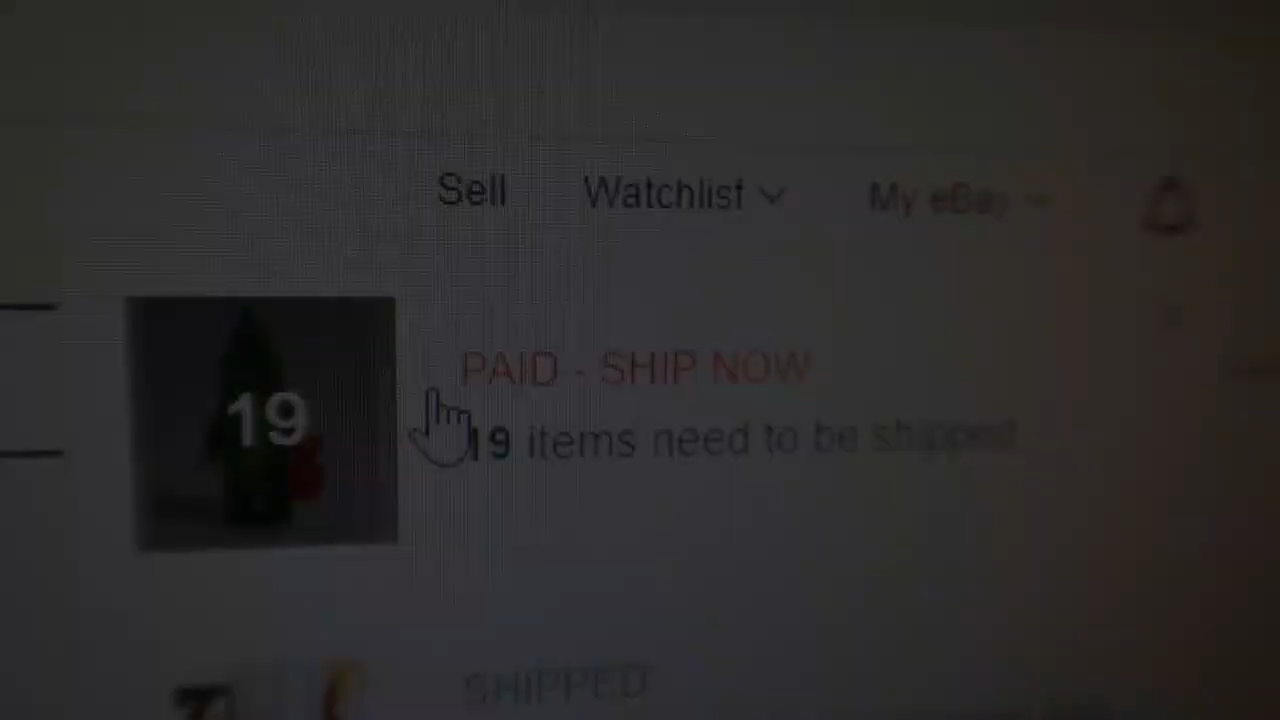 Sell Watchlist My eBay
PAID - SHIP NOW
19
19 items need to be shipped
SHIPPED